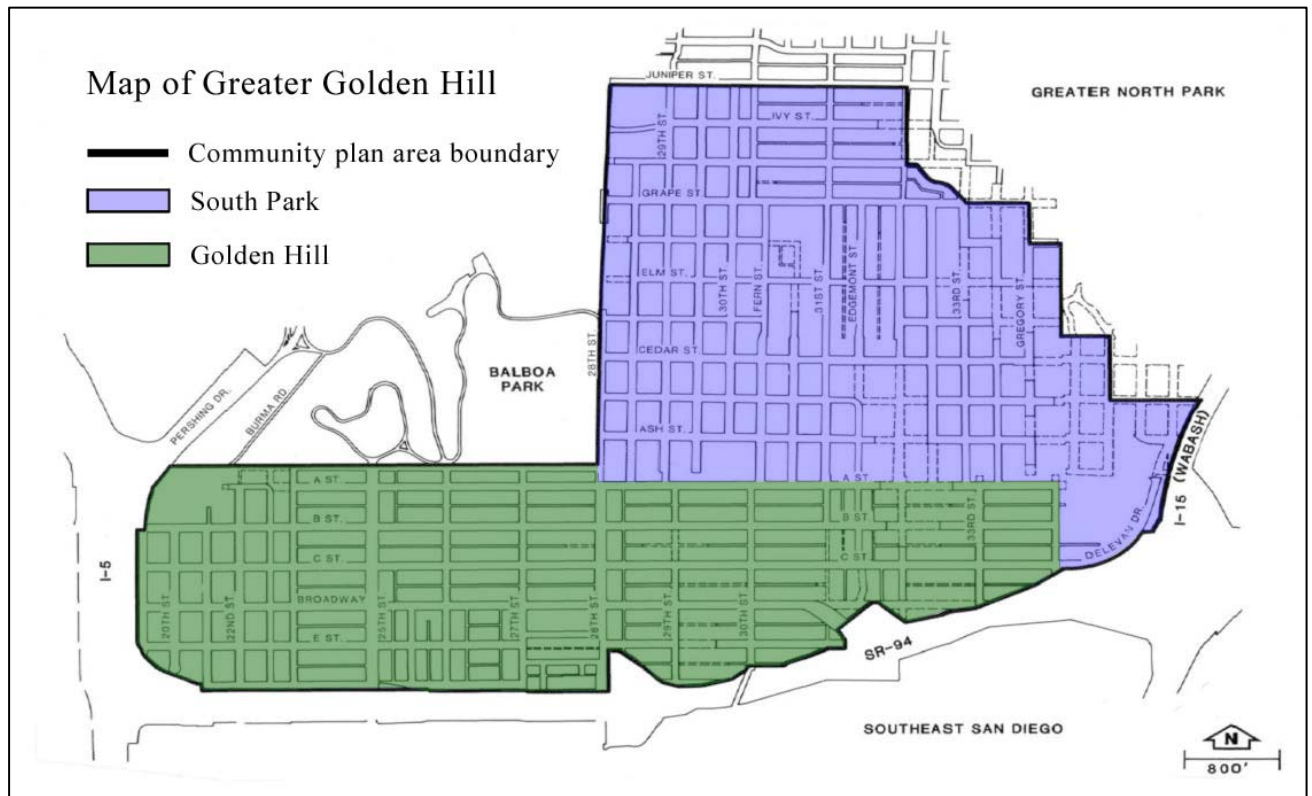 Map of Greater Golden Hill
Community plan area boundary
South Park
Golden Hill
JUNIPER ST.
GREATER NORTH PARK
29TH ST.
IVY ST.
GRAPE ST.
ELM ST.
30TH ST.
FERN ST.
31ST ST.
EDGEMONT ST.
33RD ST.
GREGORY ST.
28TH ST.
CEDAR ST.
BALBOA
PARK
PERSHING DR.
BURMA RD
ASH ST.
I-15 (WABASH)
A ST.
A ST.
B ST.
B ST.
33RD ST.
C ST.
C ST.
DELEVAN DR.
I-5
20TH ST.
22ND ST.
BROADWAY
25TH ST.
27TH ST.
28TH ST.
29TH ST.
30TH ST.
E ST.
SR-94
SOUTHEAST SAN DIEGO
N
800'